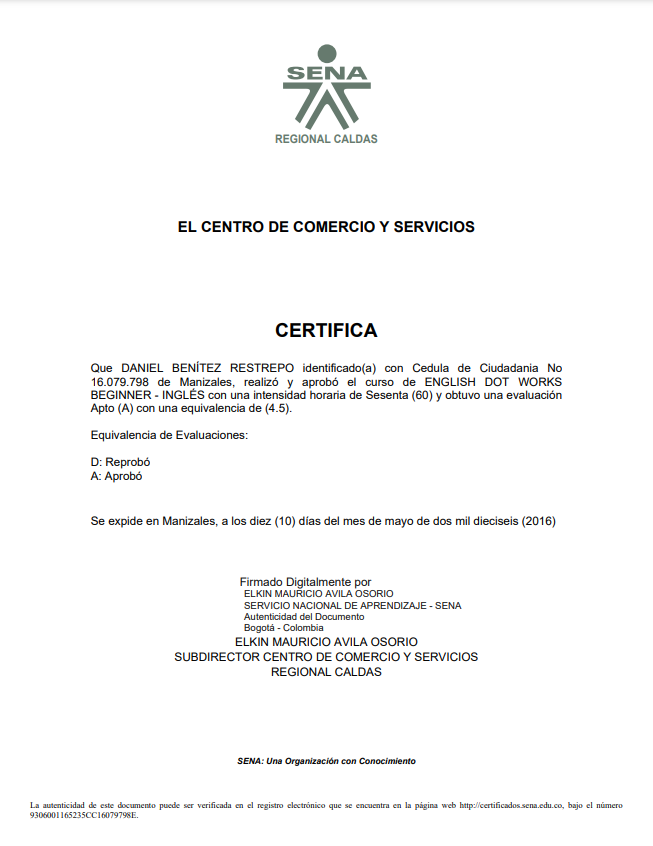 SENA
REGIONAL CALDAS
EL CENTRO DE COMERCIO Y SERVICIOS
CERTIFICA
Que DANIEL BENÍTEZ RESTREPO identificado(a) con Cedula de Ciudadania No
16.079.798 de Manizales, realizó y aprobó el curso de ENGLISH DOT WORKS
BEGINNER - INGLÉS con una intensidad horaria de Sesenta (60) y obtuvo una evaluación
Apto (A) con una equivalencia de (4.5).
Equivalencia de Evaluaciones:
D: Reprobó
A: Aprobó
Se expide en Manizales, a los diez (10) días del mes de mayo de dos mil dieciseis (2016)
Firmado Digitalmente por
ELKIN MAURICIO AVILA OSORIO
SERVICIO NACIONAL DE APRENDIZAJE - SENA
Autenticidad del Documento
Bogotá - Colombia
ELKIN MAURICIO AVILA OSORIO
SUBDIRECTOR CENTRO DE COMERCIO Y SERVICIOS
REGIONAL CALDAS
SENA: Una Organización con Conocimiento
La autenticidad de este documento puede ser verificada en el registro electrónico que se encuentra en la página web http://certificados.sena.edu.co, bajo el número
9306001165235CC16079798E.